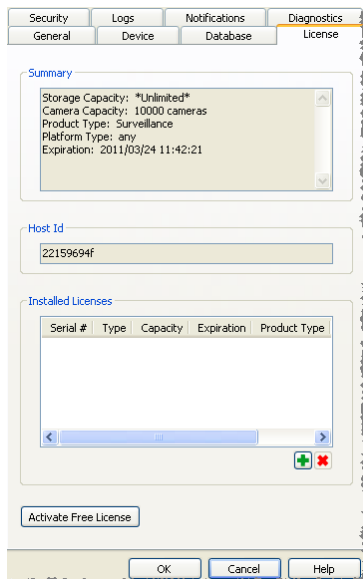 Security Logs Notifications Diagnostics
General Device Database License
Summary
Storage Capacity: *Unlimited*
Camera Capacity: 10000 cameras
Product Type: Surveillance
Platform Type: any
Expiration: 2011/03/24 11:42:21
Host Id
22159694f
Installed Licenses
Serial # Type Capacity Expiration Product Type
Activate Free License
OK Cancel Help